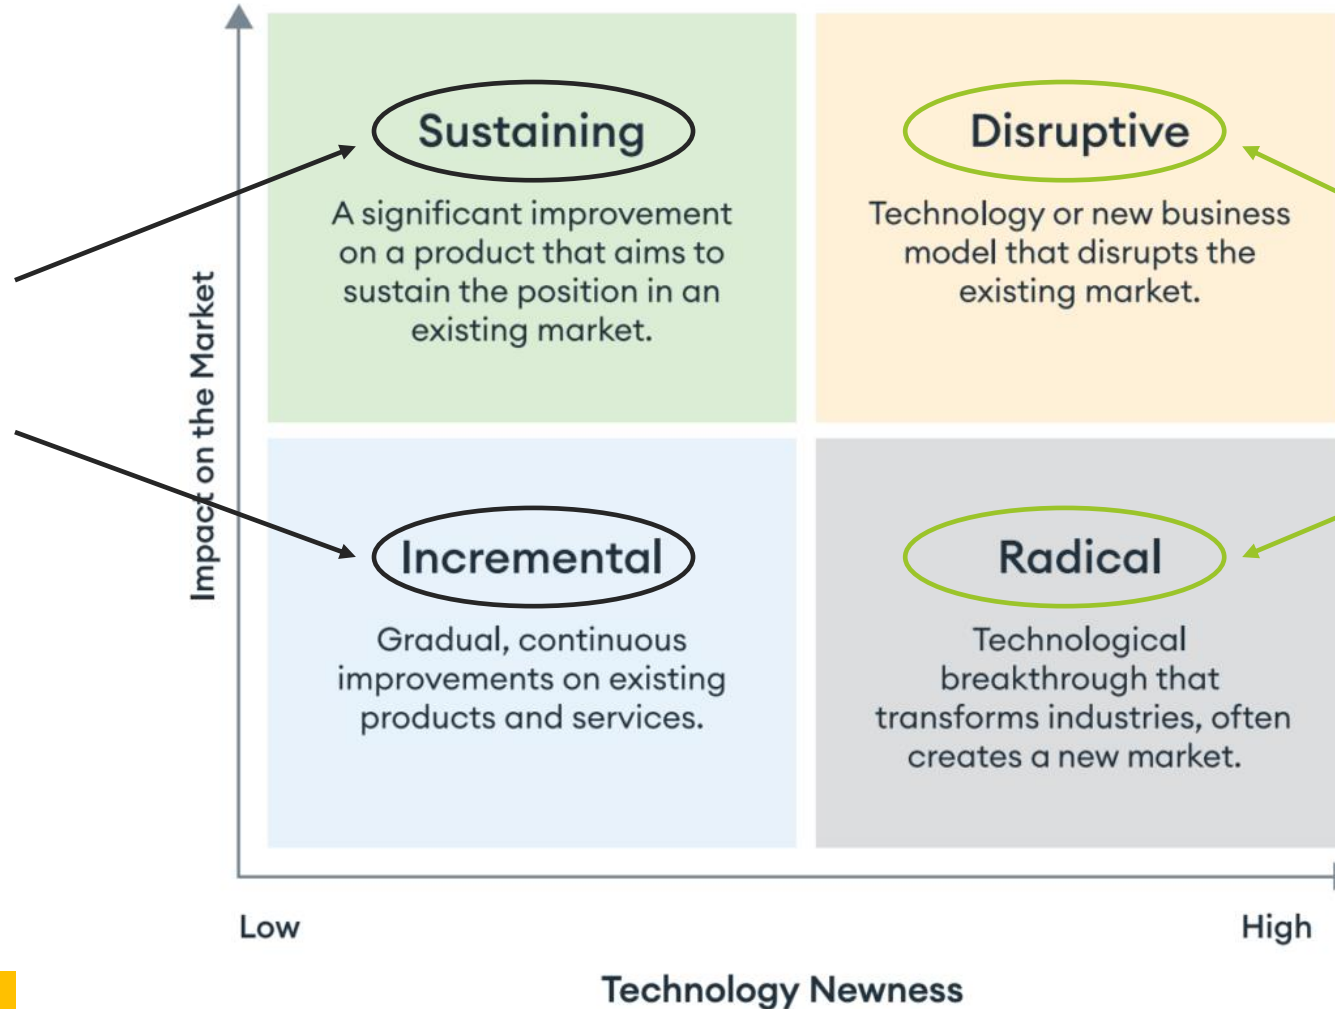 Sustaining
A significant improvement
on a product that aims to
sustain the position in an
existing market.
Disruptive
Technology or new business
model that disrupts the
existing market.
Impact on the Market
Incremental
Gradual, continuous
improvements on existing
products and services.
Radical
Technological
breakthrough that
transforms industries, often
creates a new market.
Low
High
Technology Newness